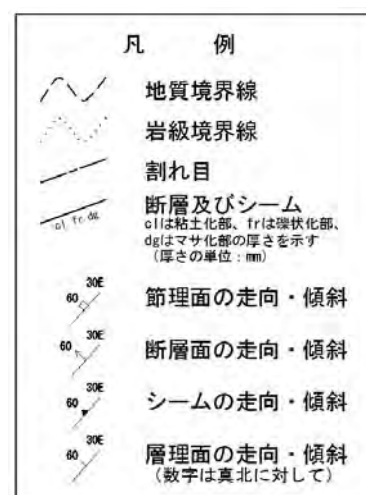 凡 例
地質境界線
岩級境界線
割れ目
断層及びシーム
cl fr dg
clは粘土化部、frは礫状化部、
dgはマサ化部の厚さを示す
(厚さの単位:mm)
30E
60
節理面の走向・傾斜
30E
60
断層面の走向・傾斜
30E
60
シームの走向・傾斜
30E
60
層理面の走向・傾斜
(数字は真北に対して)